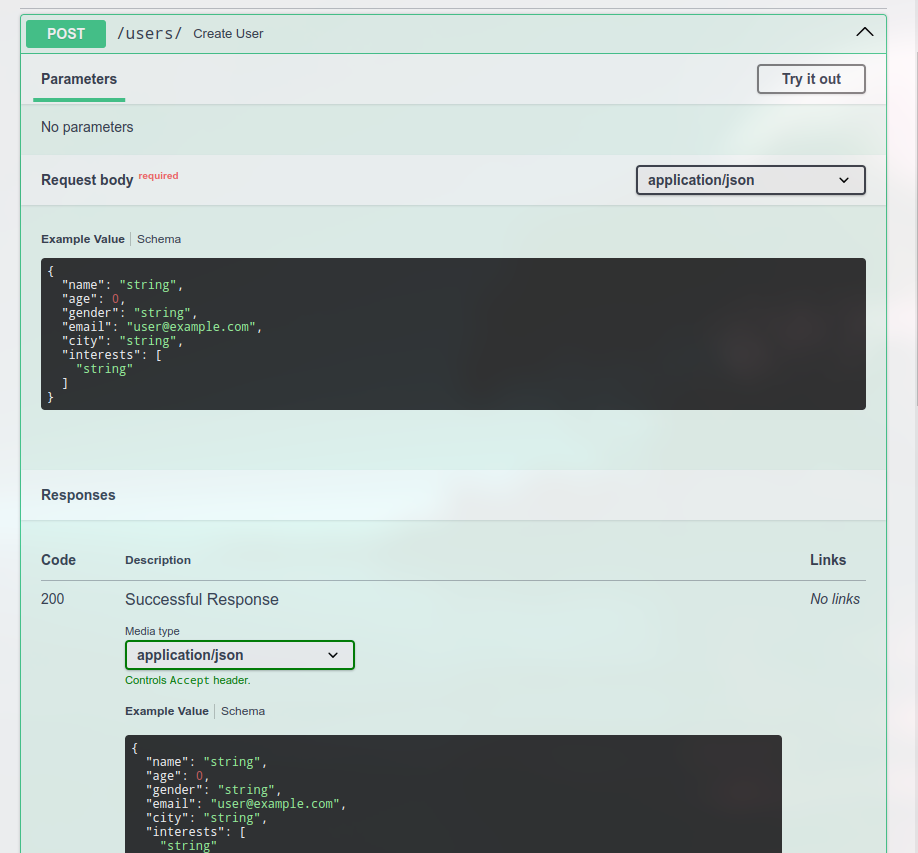 POST /users/ Create User
Parameters
Try it out
No parameters
Request body required
application/json
Example Value Schema
{
  "name": "string",
  "age": 0,
  "gender": "string",
  "email": "user@example.com",
  "city": "string",
  "interests": [
    "string"
  ]
}
Responses
Code Description Links
200 Successful Response No links
Media type
application/json
Controls Accept header.
Example Value Schema
{
  "name": "string",
  "age": 0,
  "gender": "string",
  "email": "user@example.com",
  "city": "string",
  "interests": [
    "string"